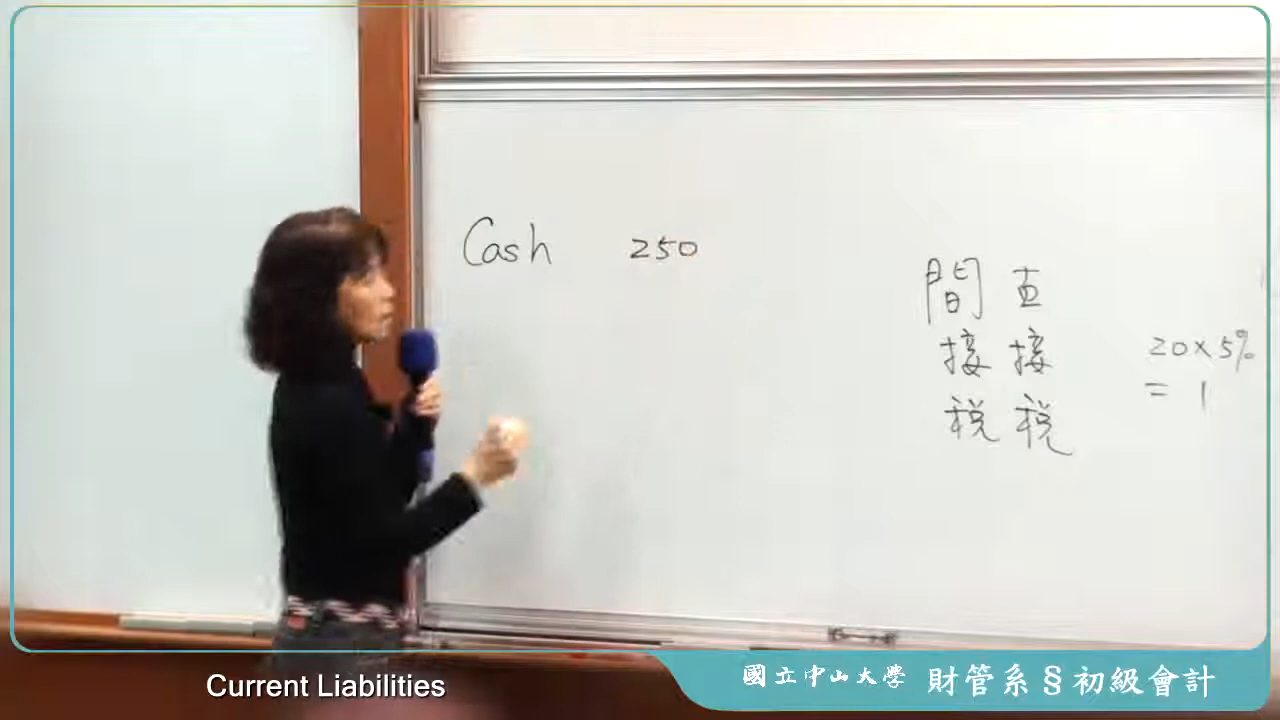 Cash 250
間接稅
直接稅
20×5%
= 1
Current Liabilities
國立中山大學 財管系§初級會計